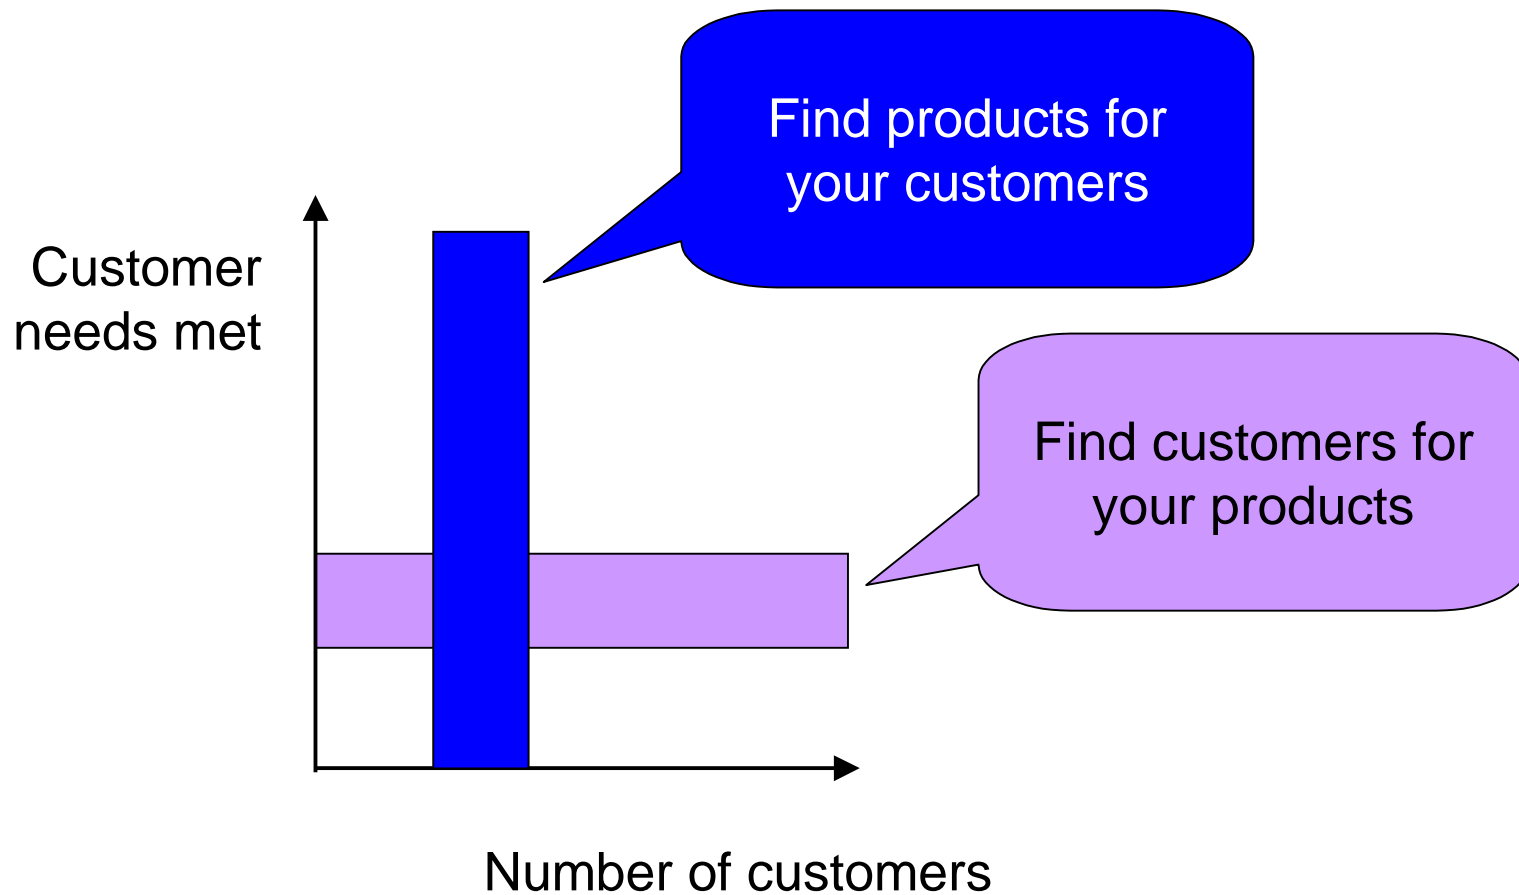 Find products for
your customers
Customer
needs met
Find customers for
your products
Number of customers